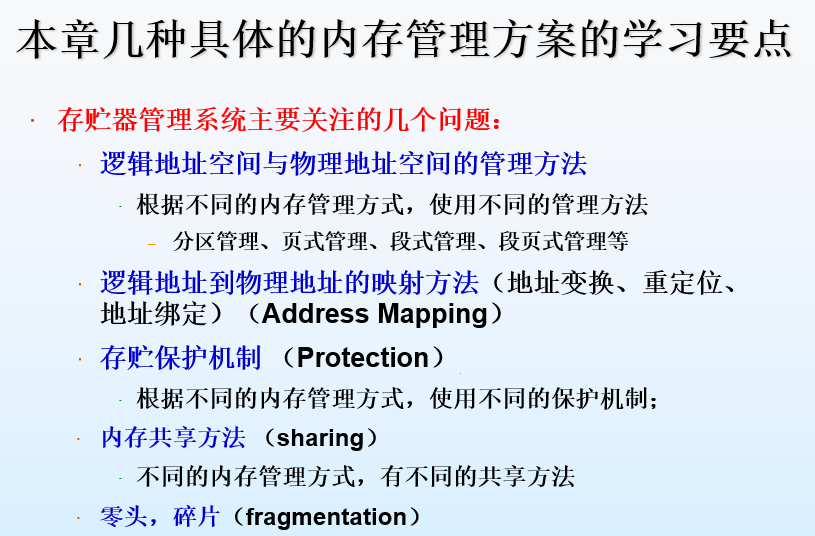 本章几种具体的内存管理方案的学习要点
· 存贮器管理系统主要关注的几个问题：
· 逻辑地址空间与物理地址空间的管理方法
- 根据不同的内存管理方式，使用不同的管理方法
– 分区管理、页式管理、段式管理、段页式管理等
· 逻辑地址到物理地址的映射方法（地址变换、重定位、
地址绑定）（Address Mapping）
· 存贮保护机制 （Protection）
- 根据不同的内存管理方式，使用不同的保护机制；
· 内存共享方法 （sharing）
- 不同的内存管理方式，有不同的共享方法
· 零头，碎片（fragmentation）